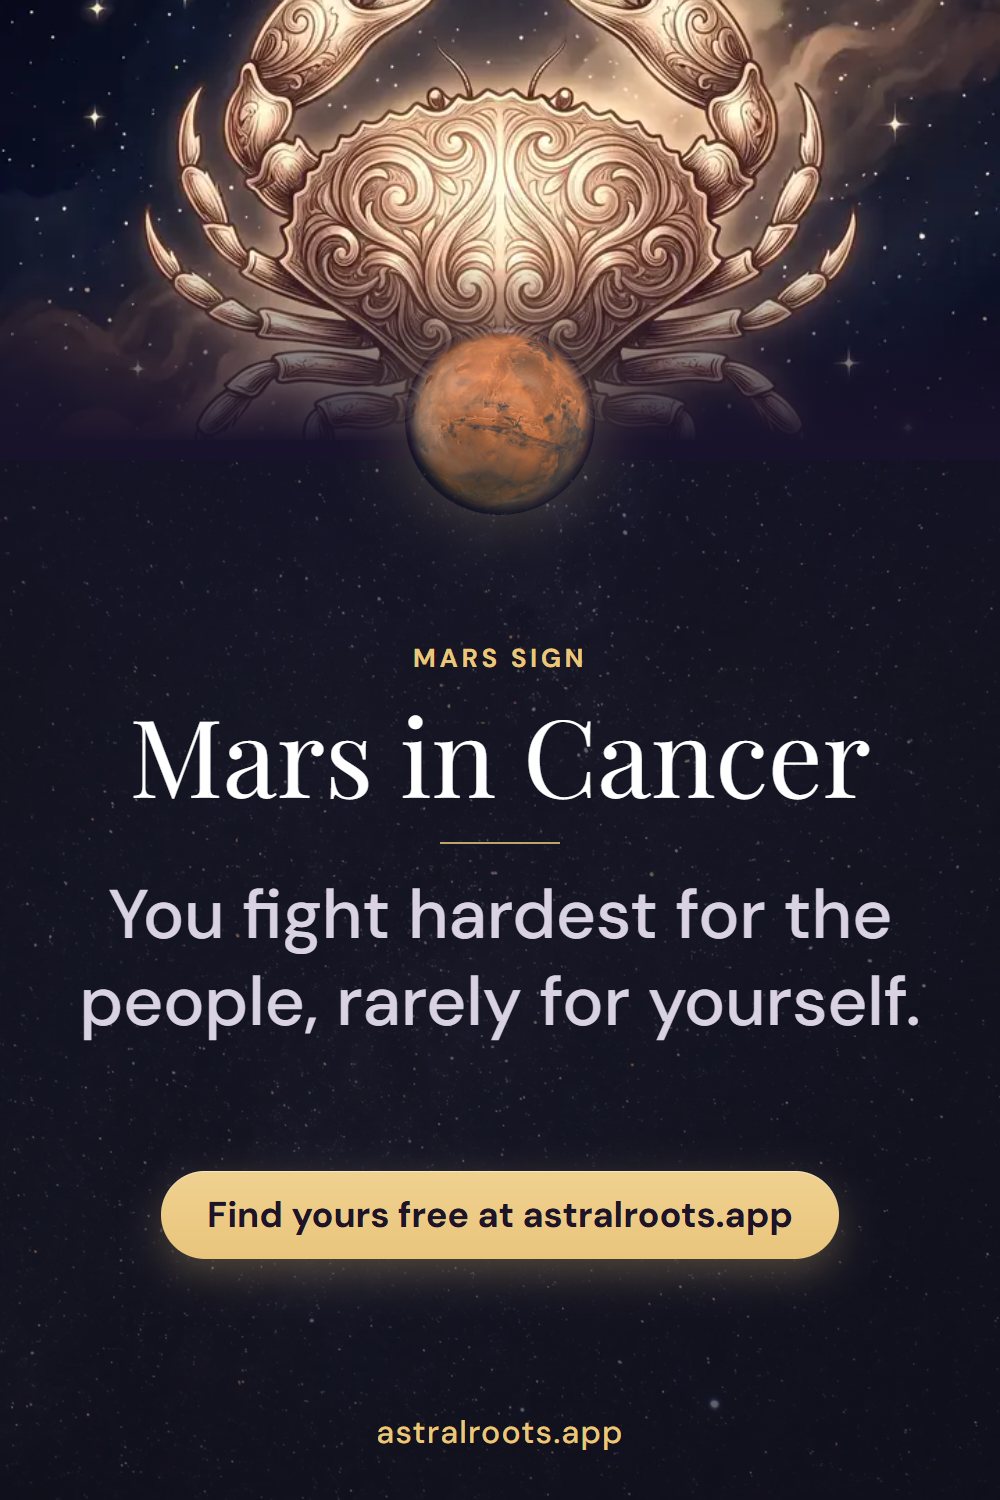 MARS SIGN
Mars in Cancer
You fight hardest for the
people, rarely for yourself.
Find yours free at astralroots.app
astralroots.app